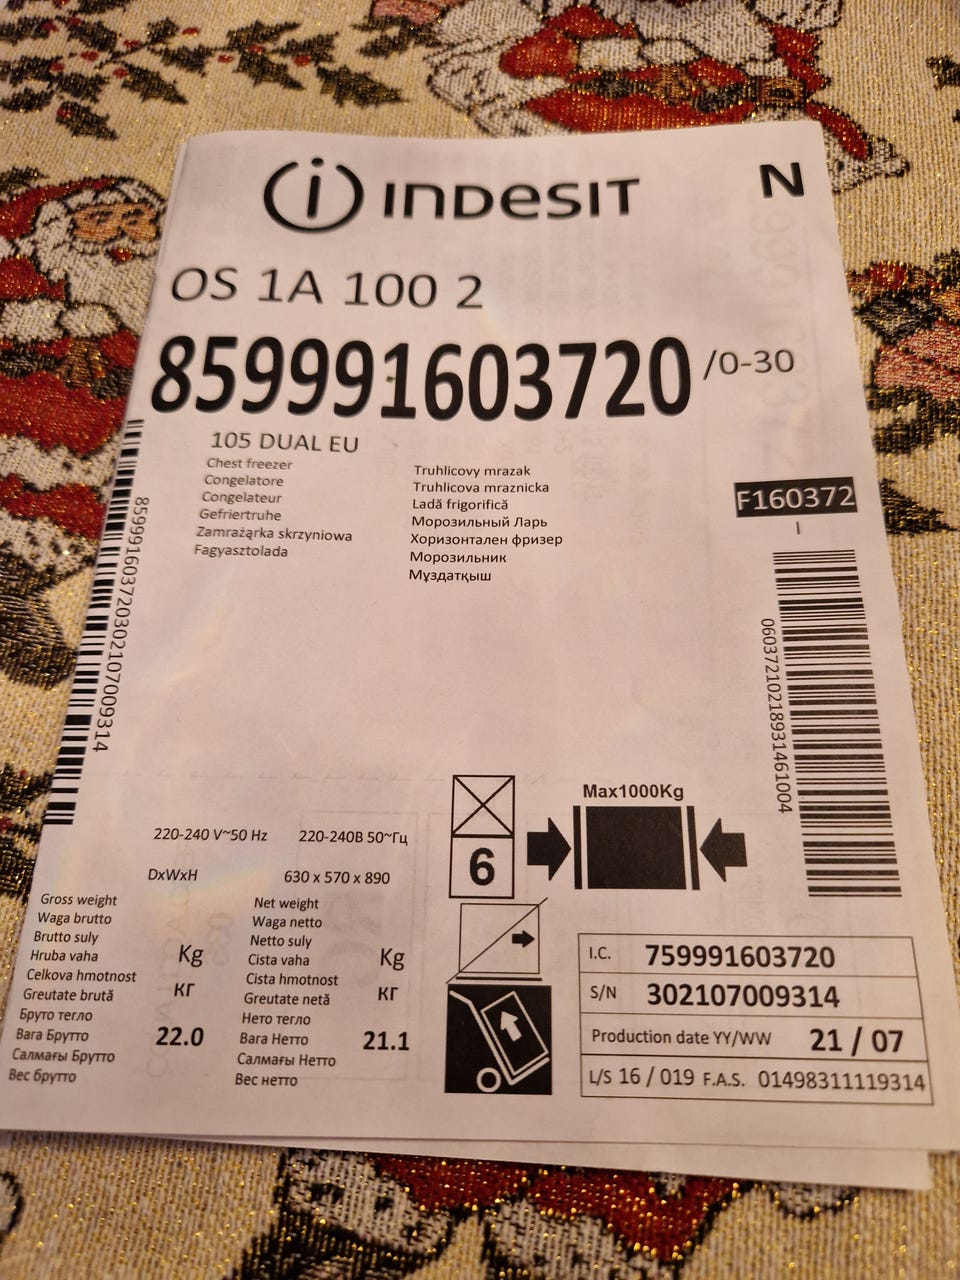 INDESIT
N
OS 1A 100 2
859991603720 /0-30
105 DUAL EU
Chest freezer
Congelatore
Congelateur
Gefriertruhe
Zamrażarka skrzyniowa
Fagyasztolada
Truhlicovy mrazak
Truhlicova mraznicka
Ladă frigorifică
Морозильный Ларь
Хоризонтален фризер
Морозильник
Мұздатқыш
F160372
I
859991603720302107009314
06037210218931461004
220-240 V~50 Hz
220-240В 50~Гц
DxWxH
630 x 570 x 890
Gross weight
Waga brutto
Brutto suly
Hruba vaha
Celkova hmotnost
Greutate brută
Бруто тегло
Вага Брутто
Салмағы Брутто
Вес брутто
Kg
кг
22.0
Net weight
Waga netto
Netto suly
Cista vaha
Cista hmotnost
Greutate netă
Нето тегло
Вага Нетто
Салмағы Нетто
Вес нетто
Kg
кг
21.1
6
Max1000Kg
I.C. 759991603720
S/N 302107009314
Production date YY/WW 21 / 07
L/S 16 / 019 F.A.S. 01498311119314